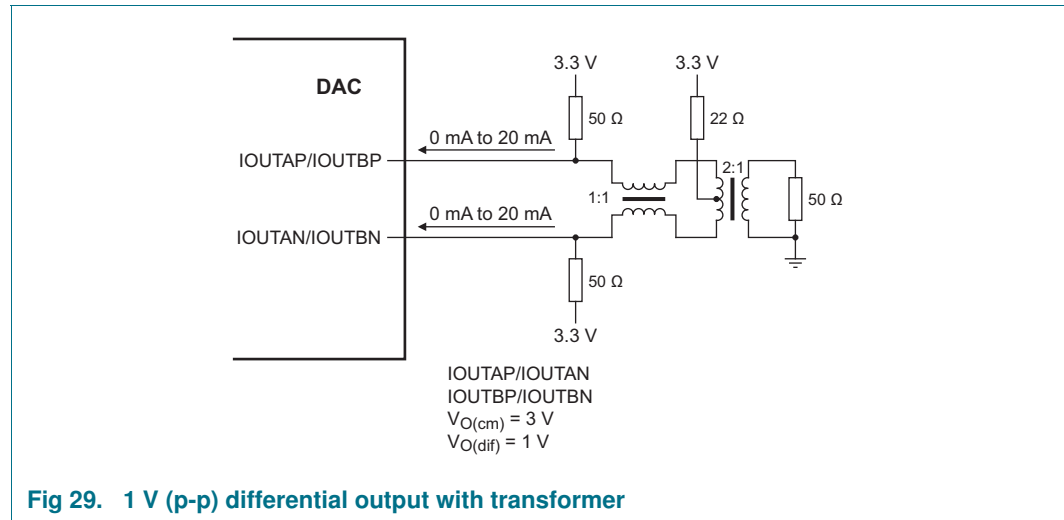 3.3 V
3.3 V
DAC
50 Ω
22 Ω
0 mA to 20 mA
IOUTAP/IOUTBP
2:1
1:1
50 Ω
0 mA to 20 mA
IOUTAN/IOUTBN
50 Ω
3.3 V
IOUTAP/IOUTAN
IOUTBP/IOUTBN
VO(cm) = 3 V
VO(dif) = 1 V
Fig 29. 1 V (p-p) differential output with transformer